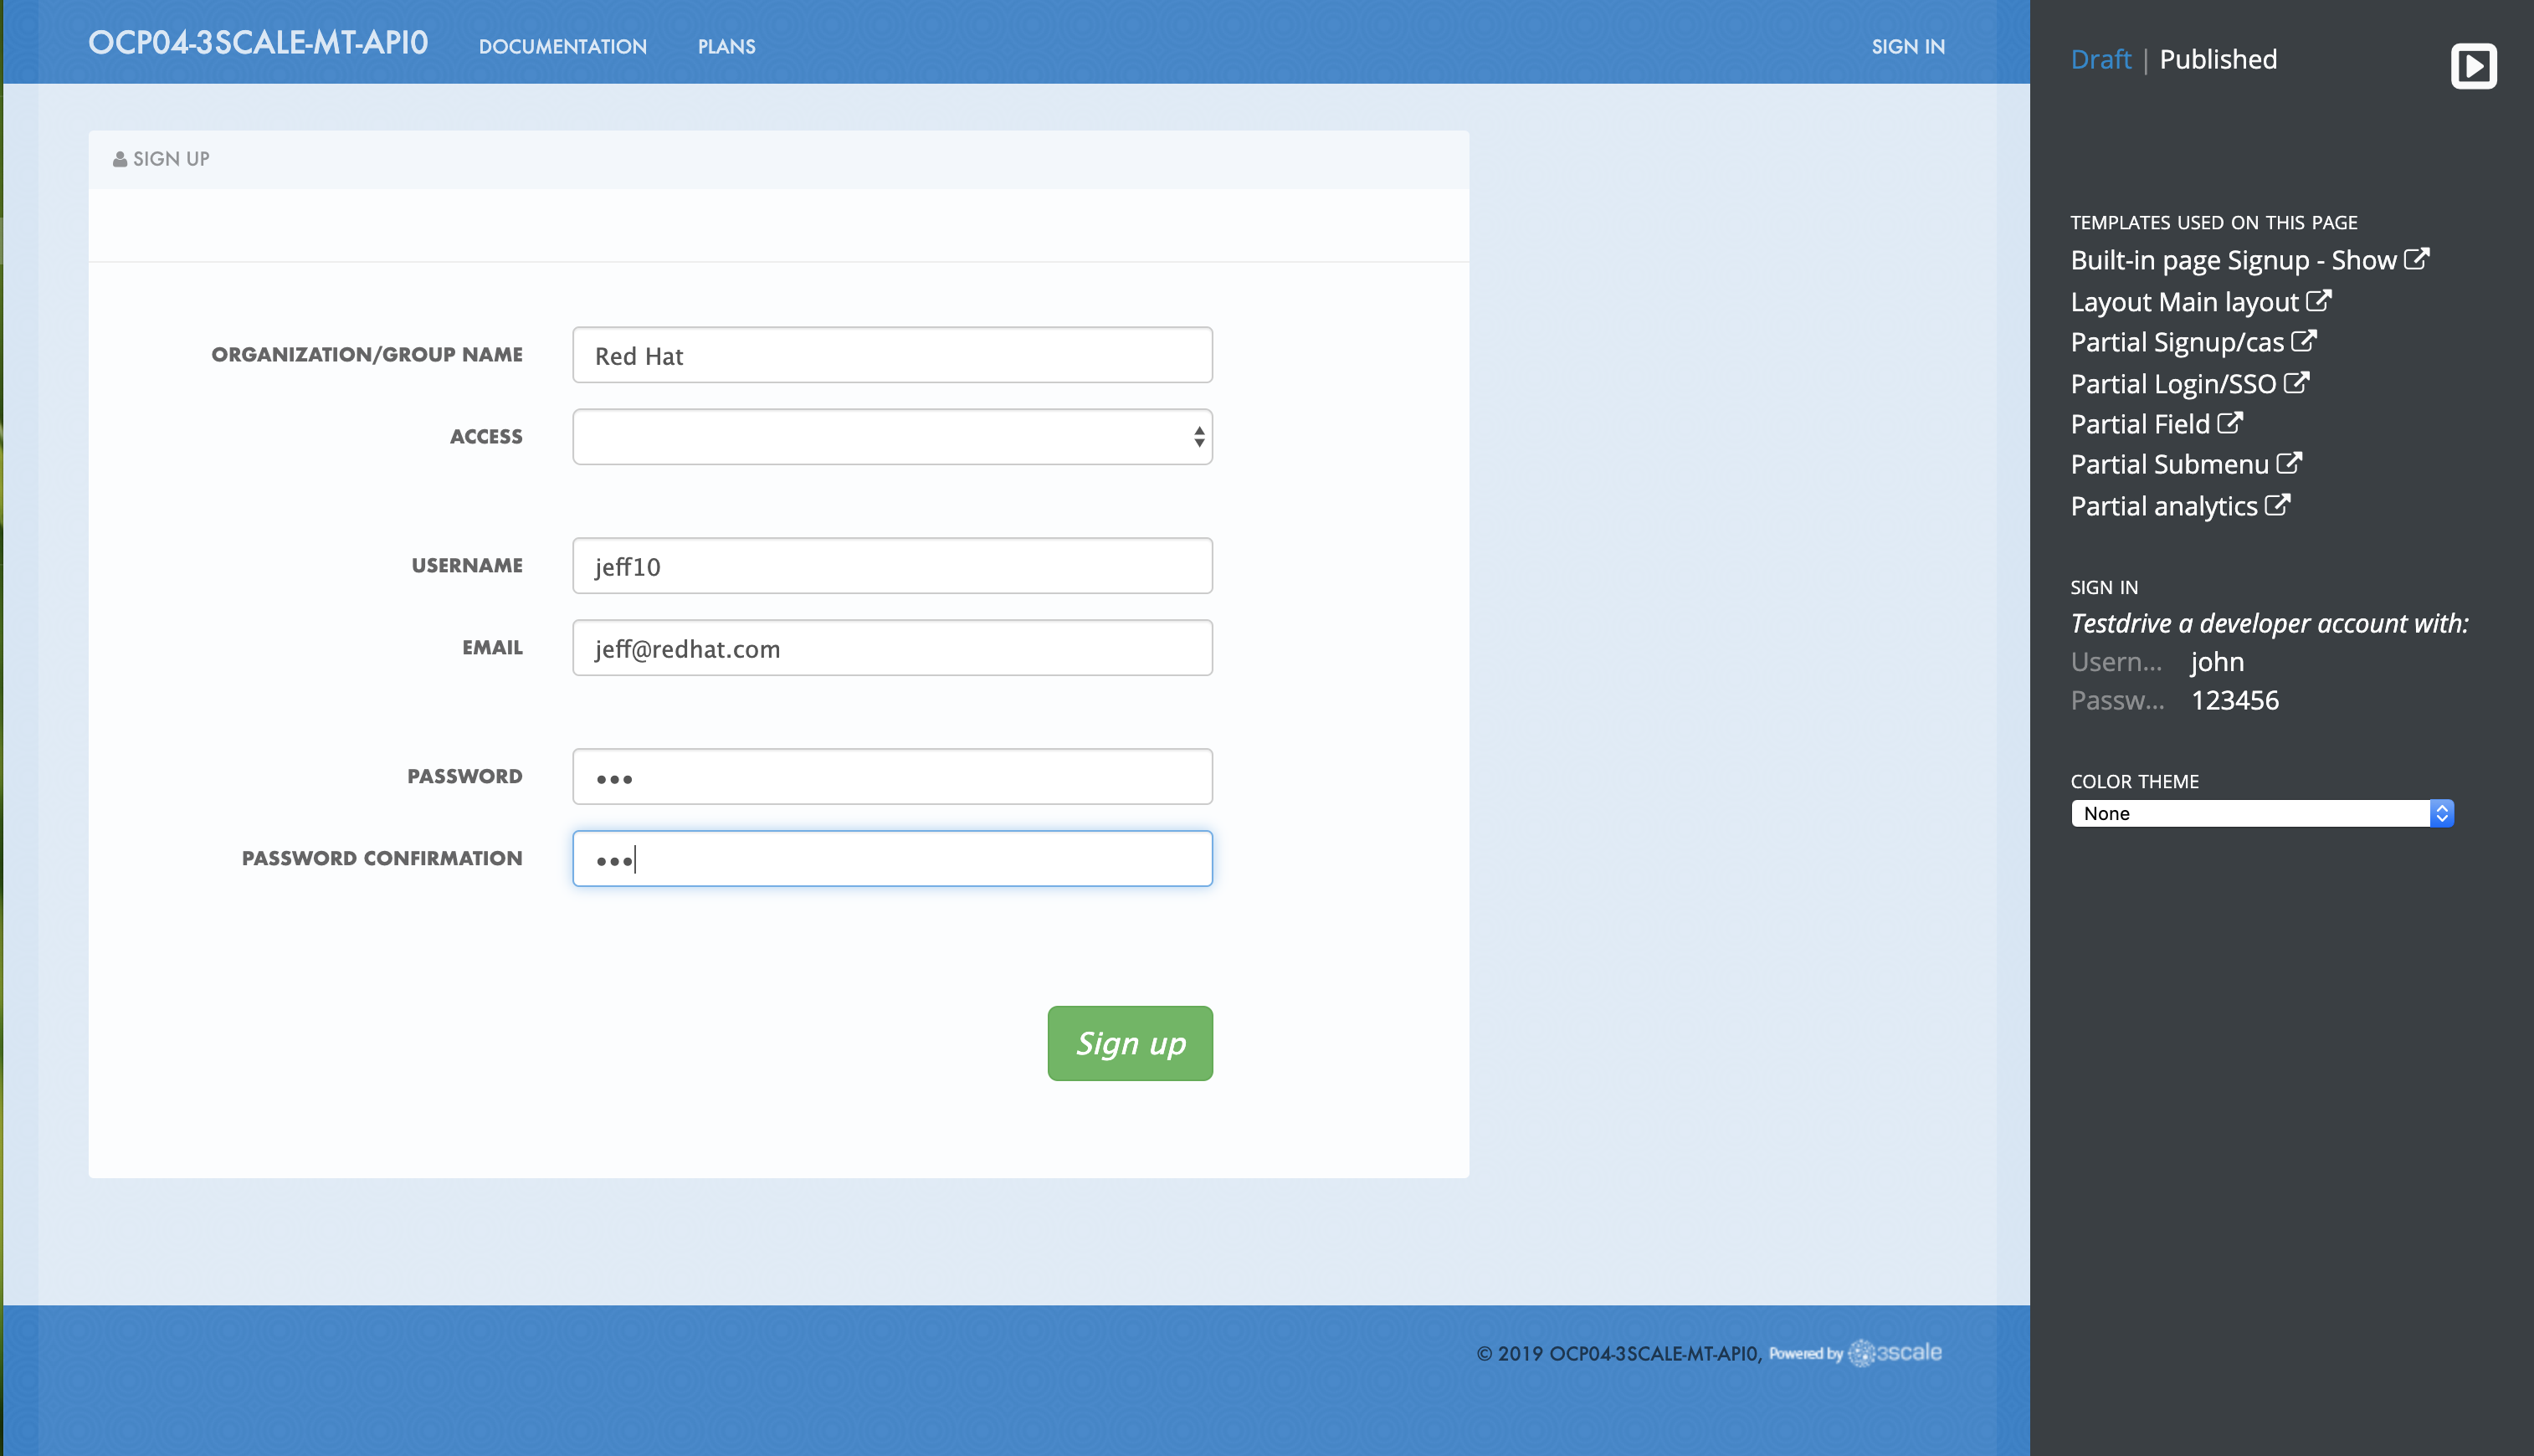 OCP04-3SCALE-MT-API0 DOCUMENTATION PLANS SIGN IN
SIGN UP
ORGANIZATION/GROUP NAME Red Hat
ACCESS
USERNAME jeff10
EMAIL jeff@redhat.com
PASSWORD •••
PASSWORD CONFIRMATION •••
Sign up
© 2019 OCP04-3SCALE-MT-API0, Powered by 3scale
Draft | Published
TEMPLATES USED ON THIS PAGE
Built-in page Signup - Show
Layout Main layout
Partial Signup/cas
Partial Login/SSO
Partial Field
Partial Submenu
Partial analytics
SIGN IN
Testdrive a developer account with:
Usern... john
Passw... 123456
COLOR THEME
None